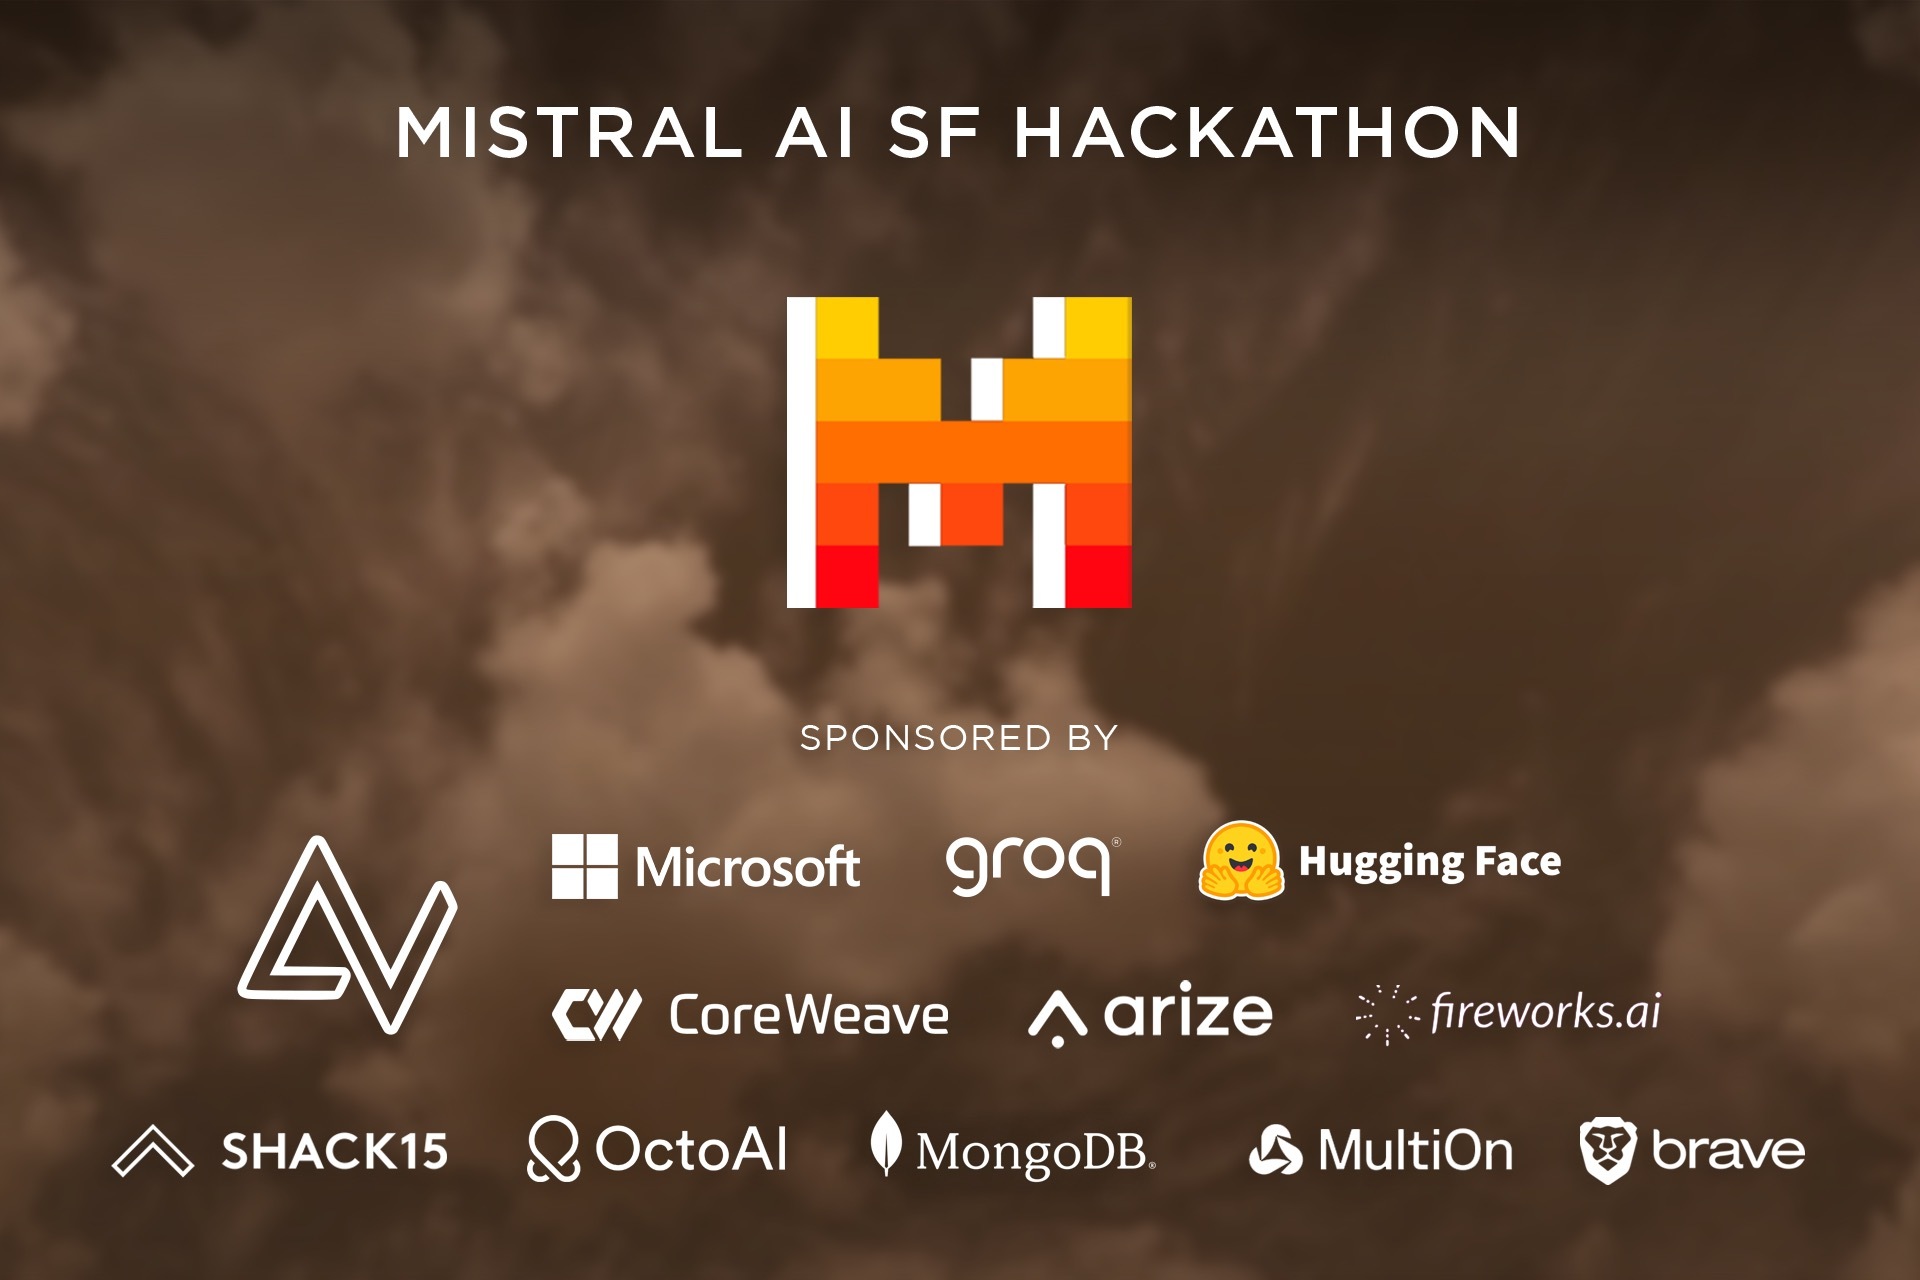 MISTRAL AI SF HACKATHON
SPONSORED BY
Microsoft
groq®
Hugging Face
CoreWeave
arize
fireworks.ai
SHACK15
OctoAI
MongoDB®
MultiOn
brave